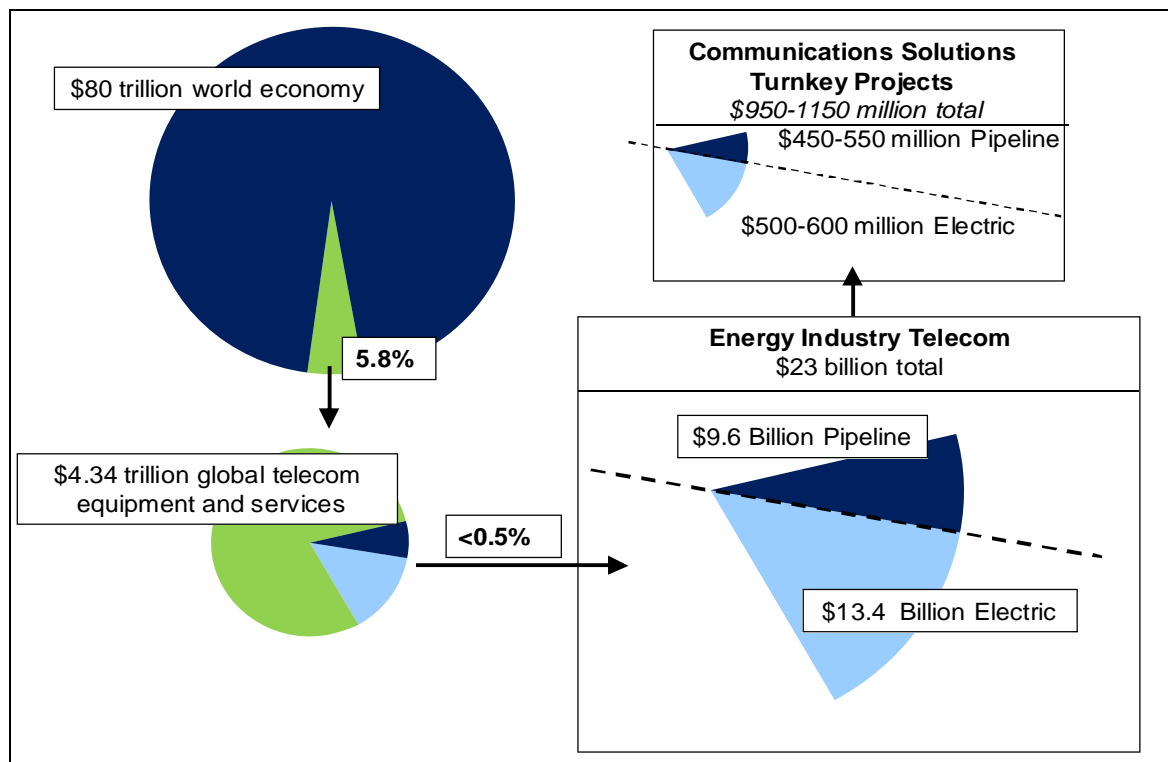 $80 trillion world economy
5.8%
$4.34 trillion global telecom
equipment and services
<0.5%
Communications Solutions
Turnkey Projects
$950-1150 million total
$450-550 million Pipeline
$500-600 million Electric
Energy Industry Telecom
$23 billion total
$9.6 Billion Pipeline
$13.4 Billion Electric